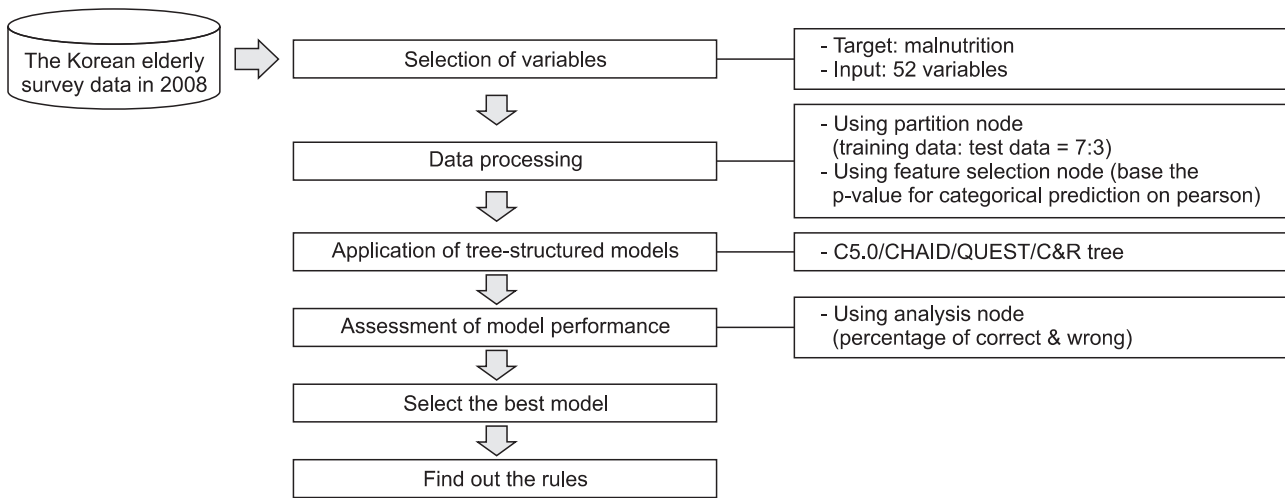 The Korean elderly
survey data in 2008
Selection of variables
- Target: malnutrition
- Input: 52 variables
Data processing
- Using partition node
(training data: test data = 7:3)
- Using feature selection node (base the
p-value for categorical prediction on pearson)
Application of tree-structured models
- C5.0/CHAID/QUEST/C&R tree
Assessment of model performance
- Using analysis node
(percentage of correct & wrong)
Select the best model
Find out the rules